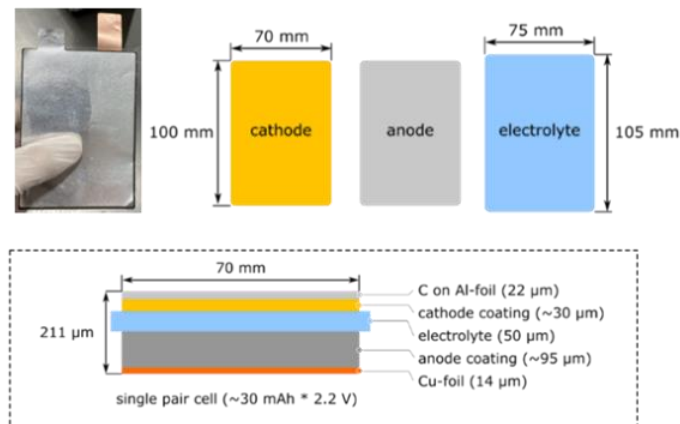 70 mm
75 mm
100 mm
cathode
anode
electrolyte
105 mm
70 mm
211 µm
C on Al-foil (22 µm)
cathode coating (~30 µm)
electrolyte (50 µm)
anode coating (~95 µm)
Cu-foil (14 µm)
single pair cell (~30 mAh * 2.2 V)